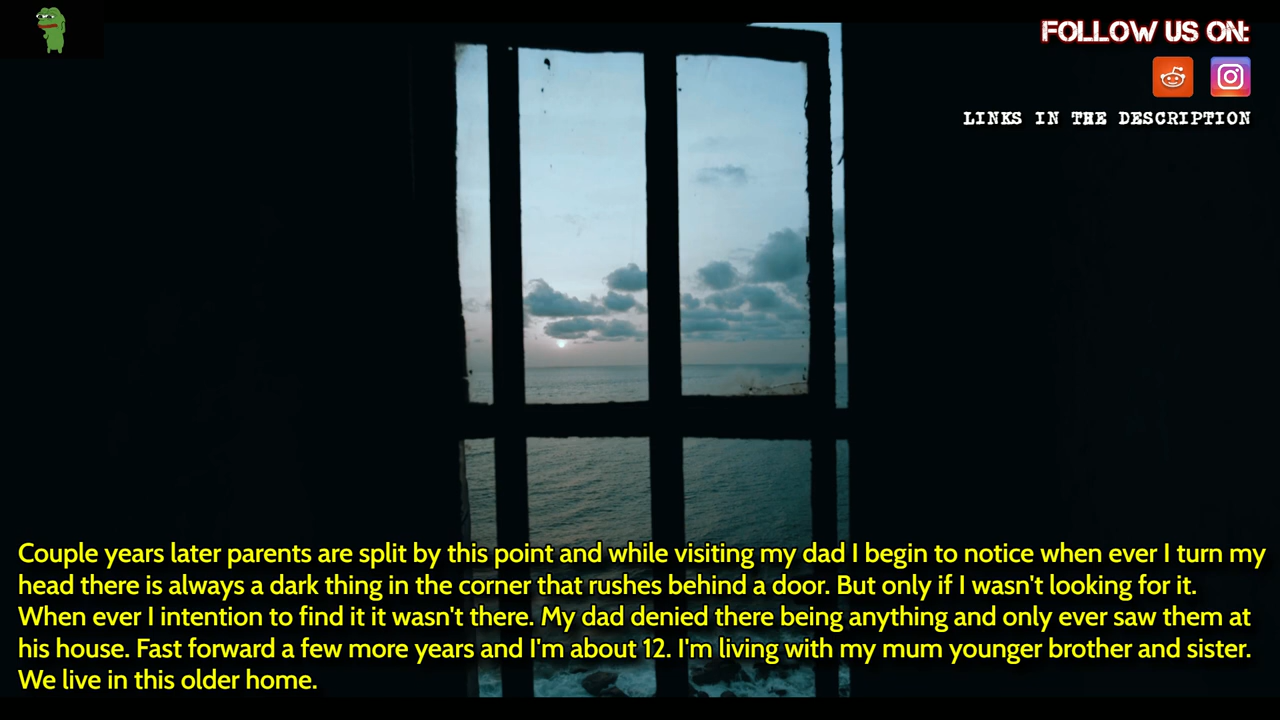 FOLLOW US ON:
LINKS IN THE DESCRIPTION
Couple years later parents are split by this point and while visiting my dad I begin to notice when ever I turn my
head there is always a dark thing in the corner that rushes behind a door. But only if I wasn't looking for it.
When ever I intention to find it it wasn't there. My dad denied there being anything and only ever saw them at
his house. Fast forward a few more years and I'm about 12. I'm living with my mum younger brother and sister.
We live in this older home.